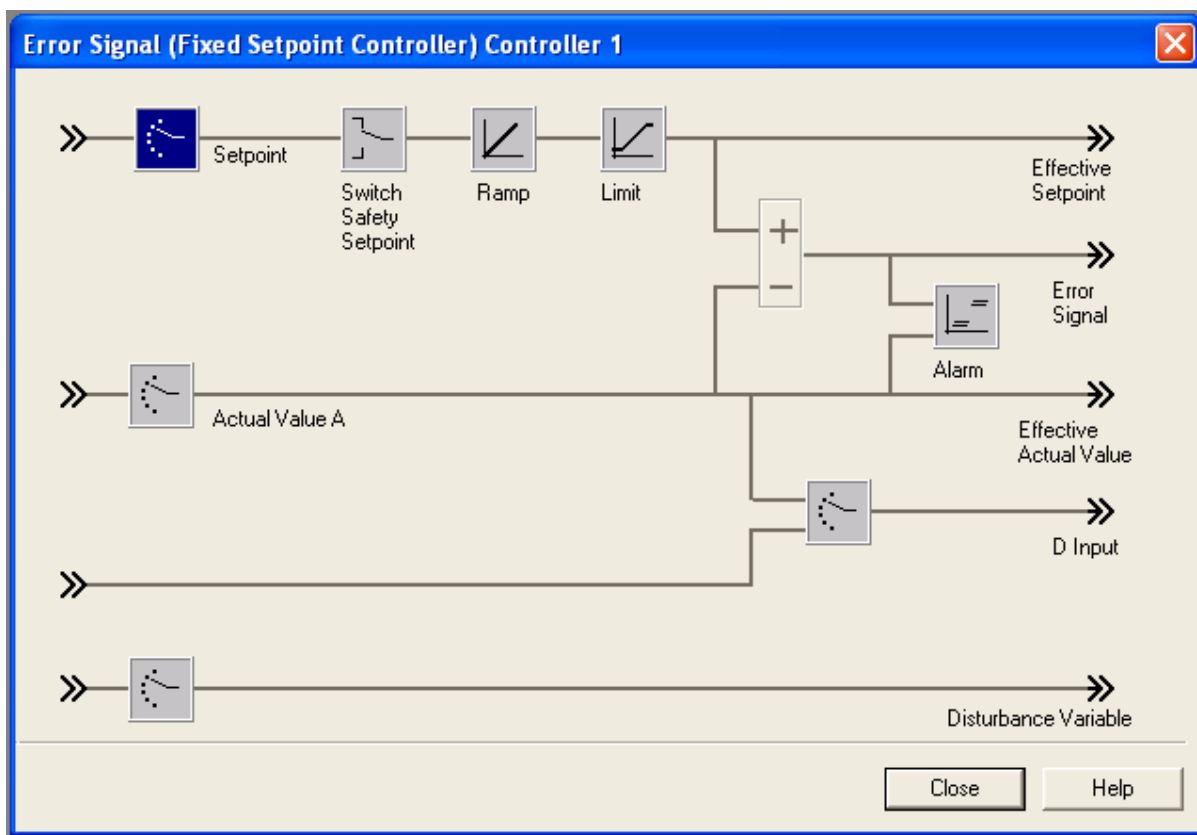 Error Signal (Fixed Setpoint Controller) Controller 1
Setpoint
Switch
Safety
Setpoint
Ramp
Limit
Effective
Setpoint
+
−
Error
Signal
Alarm
Actual Value A
Effective
Actual Value
D Input
Disturbance Variable
Close
Help